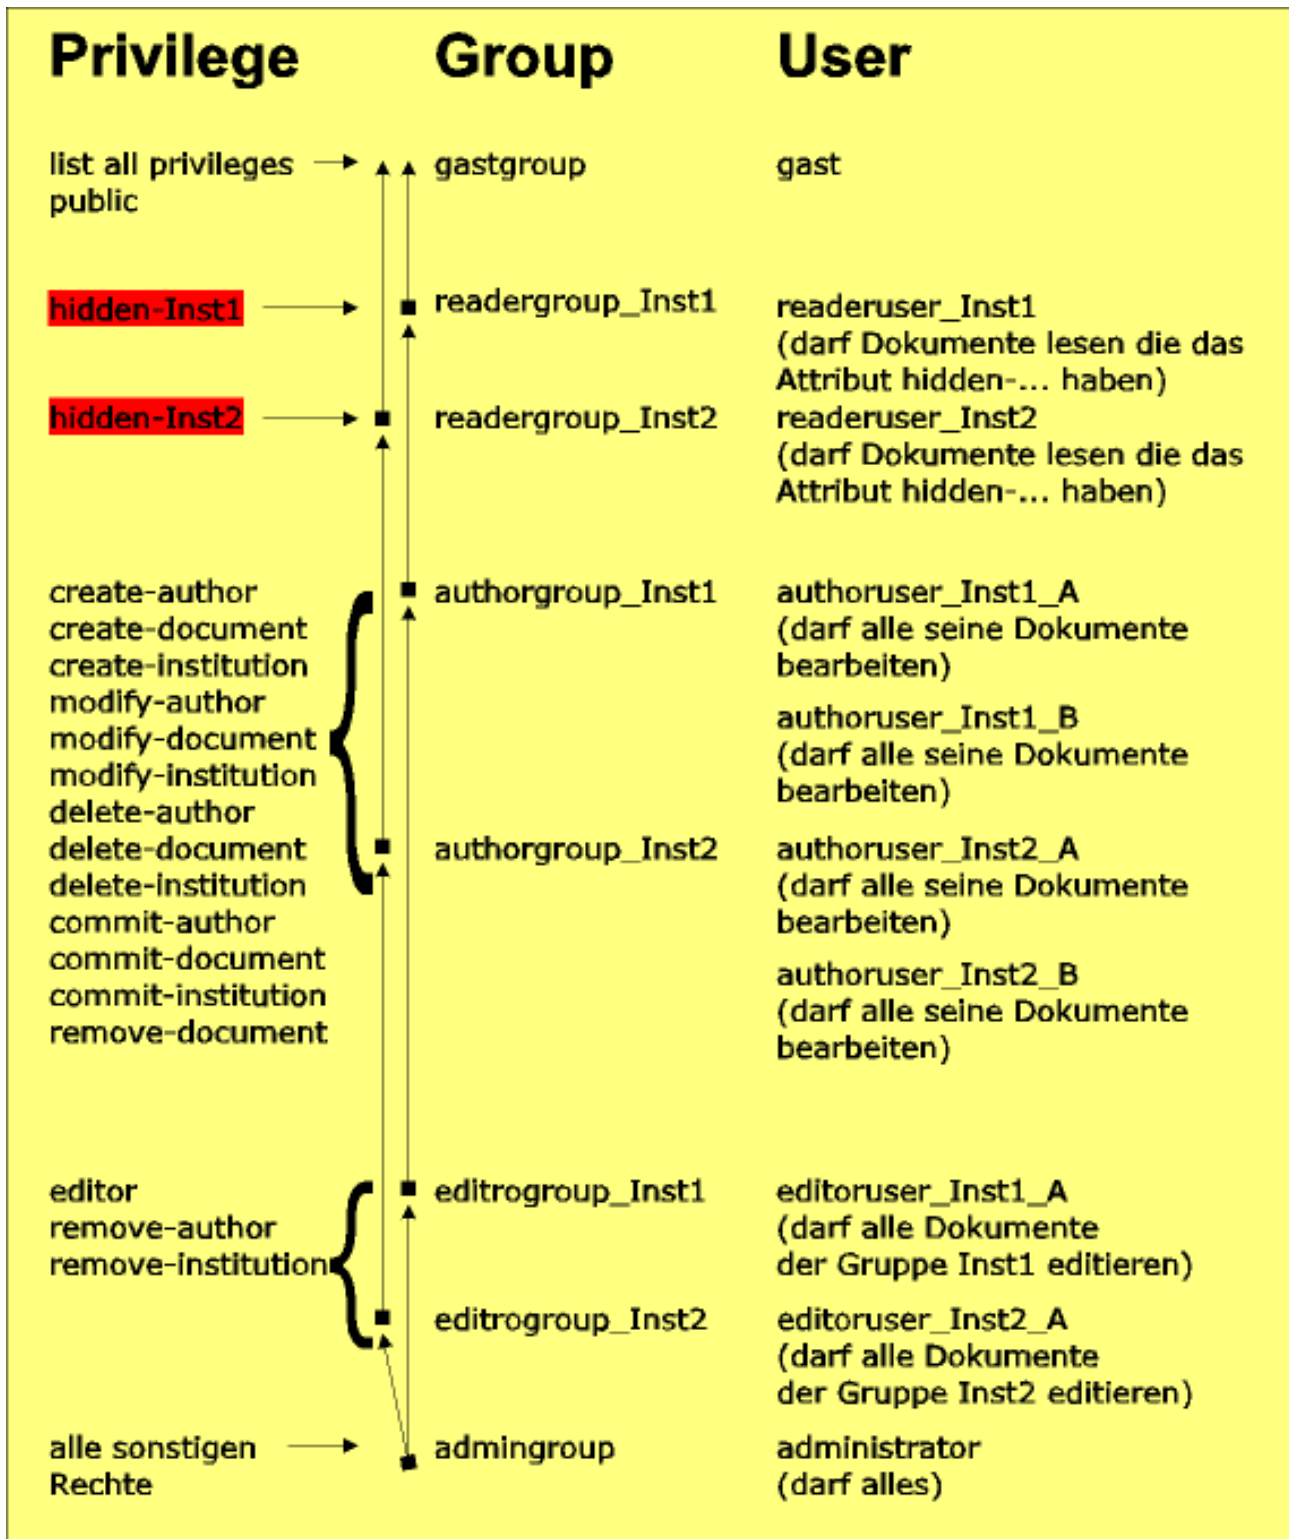 Privilege Group User
list all privileges gastgroup gast
public
hidden-Inst1 readergroup_Inst1 readeruser_Inst1
(darf Dokumente lesen die das
Attribut hidden-... haben)
hidden-Inst2 readergroup_Inst2 readeruser_Inst2
(darf Dokumente lesen die das
Attribut hidden-... haben)
create-author authorgroup_Inst1 authoruser_Inst1_A
create-document (darf alle seine Dokumente
create-institution bearbeiten)
modify-author authoruser_Inst1_B
modify-document (darf alle seine Dokumente
modify-institution bearbeiten)
delete-author
delete-document authorgroup_Inst2 authoruser_Inst2_A
delete-institution (darf alle seine Dokumente
commit-author bearbeiten)
commit-document authoruser_Inst2_B
commit-institution (darf alle seine Dokumente
remove-document bearbeiten)
editor editrogroup_Inst1 editoruser_Inst1_A
remove-author (darf alle Dokumente
remove-institution der Gruppe Inst1 editieren)
editrogroup_Inst2 editoruser_Inst2_A
(darf alle Dokumente
der Gruppe Inst2 editieren)
alle sonstigen admingroup administrator
Rechte (darf alles)